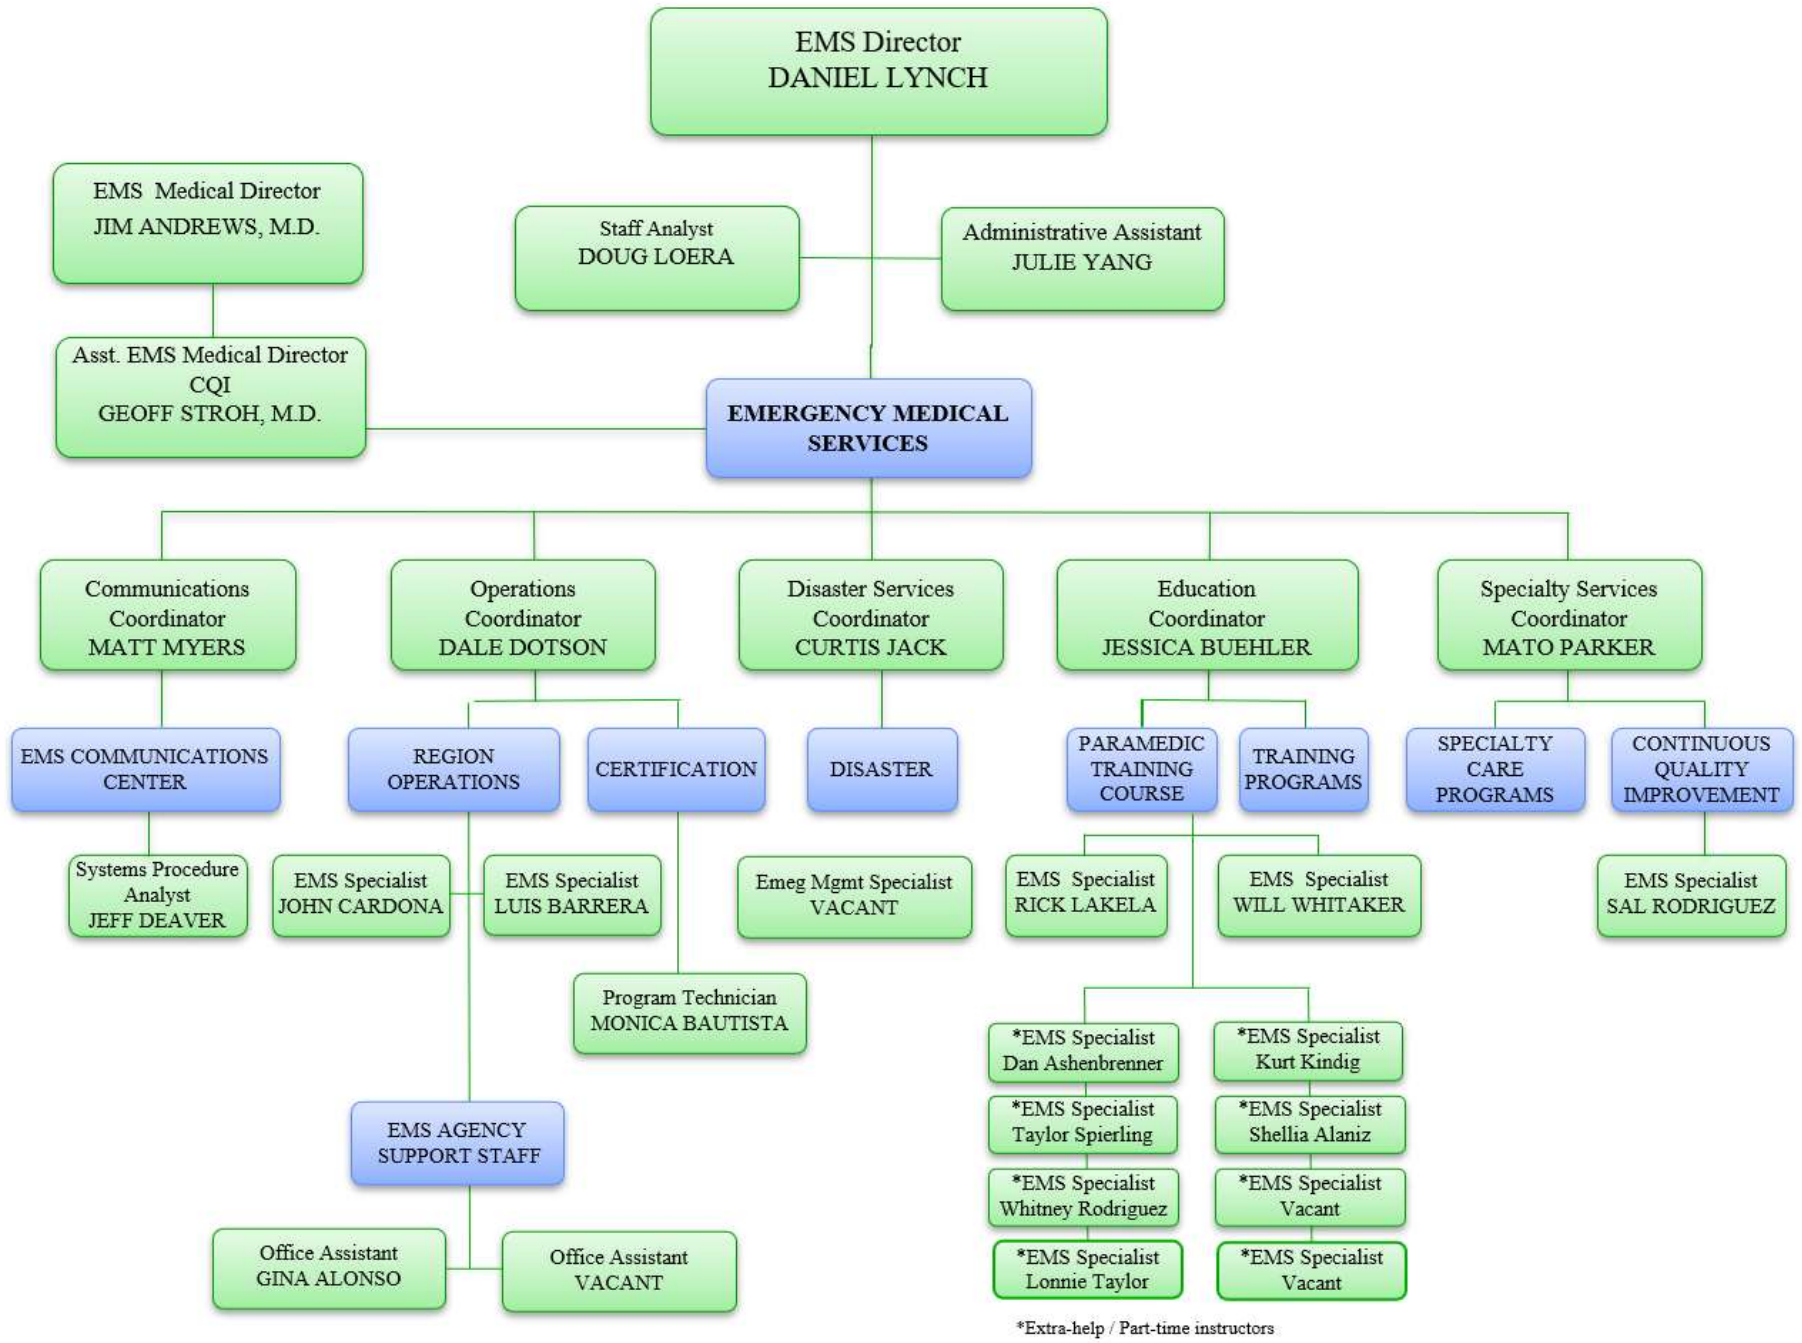 EMS Director
DANIEL LYNCH
EMS Medical Director
JIM ANDREWS, M.D.
Staff Analyst
DOUG LOERA
Administrative Assistant
JULIE YANG
Asst. EMS Medical Director
CQI
GEOFF STROH, M.D.
EMERGENCY MEDICAL
SERVICES
Communications
Coordinator
MATT MYERS
Operations
Coordinator
DALE DOTSON
Disaster Services
Coordinator
CURTIS JACK
Education
Coordinator
JESSICA BUEHLER
Specialty Services
Coordinator
MATO PARKER
EMS COMMUNICATIONS
CENTER
REGION
OPERATIONS
CERTIFICATION
DISASTER
PARAMEDIC
TRAINING
COURSE
TRAINING
PROGRAMS
SPECIALTY
CARE
PROGRAMS
CONTINUOUS
QUALITY
IMPROVEMENT
Systems Procedure
Analyst
JEFF DEAVER
EMS Specialist
JOHN CARDONA
EMS Specialist
LUIS BARRERA
Emeg Mgmt Specialist
VACANT
EMS Specialist
RICK LAKELA
EMS Specialist
WILL WHITAKER
EMS Specialist
SAL RODRIGUEZ
Program Technician
MONICA BAUTISTA
*EMS Specialist
Dan Ashenbrenner
*EMS Specialist
Kurt Kindig
*EMS Specialist
Taylor Spierling
*EMS Specialist
Shellia Alaniz
EMS AGENCY
SUPPORT STAFF
*EMS Specialist
Whitney Rodriguez
*EMS Specialist
Vacant
Office Assistant
GINA ALONSO
Office Assistant
VACANT
*EMS Specialist
Lonnie Taylor
*EMS Specialist
Vacant
*Extra-help / Part-time instructors